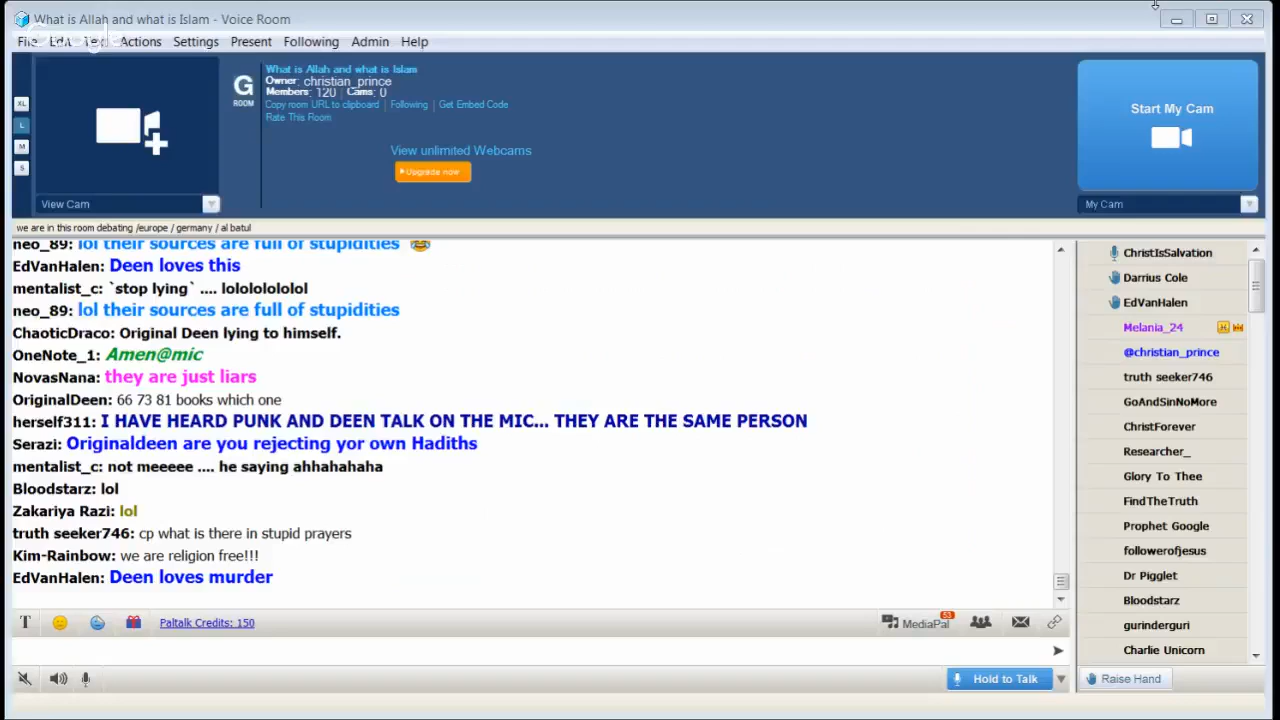 What is Allah and what is Islam - Voice Room
File Edit Text Actions Settings Present Following Admin Help
Google
XL
L
M
S
View Cam
G
ROOM
What is Allah and what is Islam
Owner: christian_prince
Members: 120 Cams: 0
Copy room URL to clipboard | Following | Get Embed Code
Rate This Room
View unlimited Webcams
Upgrade now
Start My Cam
My Cam
we are in this room debating /europe / germany / al batul
neo_89: lol their sources are full of stupidities
EdVanHalen: Deen loves this
mentalist_c: `stop lying` .... lolololololol
neo_89: lol their sources are full of stupidities
ChaoticDraco: Original Deen lying to himself.
OneNote_1: Amen@mic
NovasNana: they are just liars
OriginalDeen: 66 73 81 books which one
herself311: I HAVE HEARD PUNK AND DEEN TALK ON THE MIC... THEY ARE THE SAME PERSON
Serazi: Originaldeen are you rejecting yor own Hadiths
mentalist_c: not meeeee .... he saying ahhahahaha
Bloodstarz: lol
Zakariya Razi: lol
truth seeker746: cp what is there in stupid prayers
Kim-Rainbow: we are religion free!!!
EdVanHalen: Deen loves murder
ChristIsSalvation
Darrius Cole
EdVanHalen
Melania_24
@christian_prince
truth seeker746
GoAndSinNoMore
ChristForever
Researcher_
Glory To Thee
FindTheTruth
Prophet Google
followerofjesus
Dr Pigglet
Bloodstarz
gurinderguri
Charlie Unicorn
T
Paltalk Credits: 150
MediaPal
53
Hold to Talk
Raise Hand